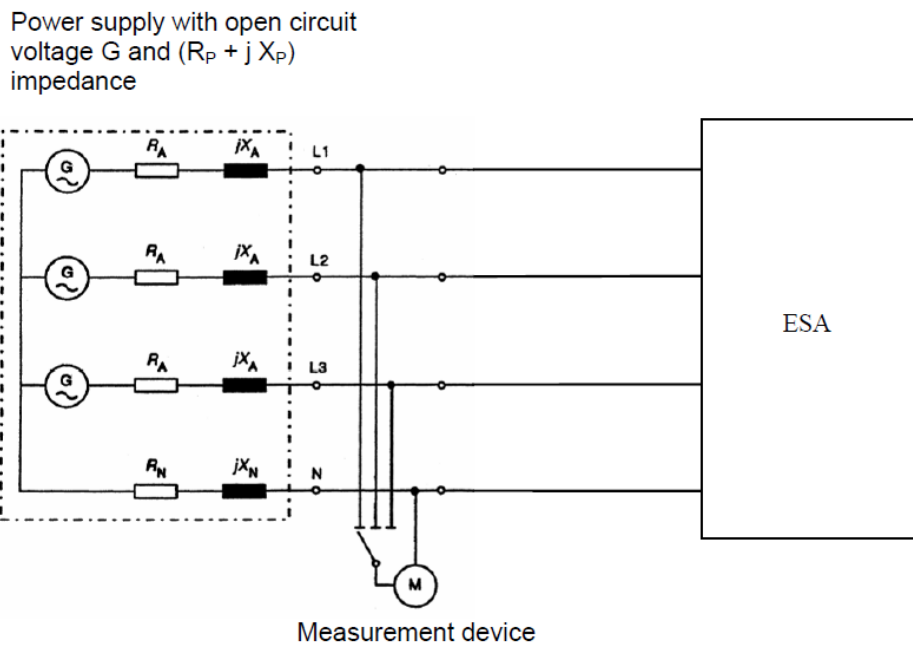 Power supply with open circuit
voltage G and (RP + j XP)
impedance
G
RA
jXA
L1
G
RA
jXA
L2
G
RA
jXA
L3
RN
jXN
N
ESA
M
Measurement device